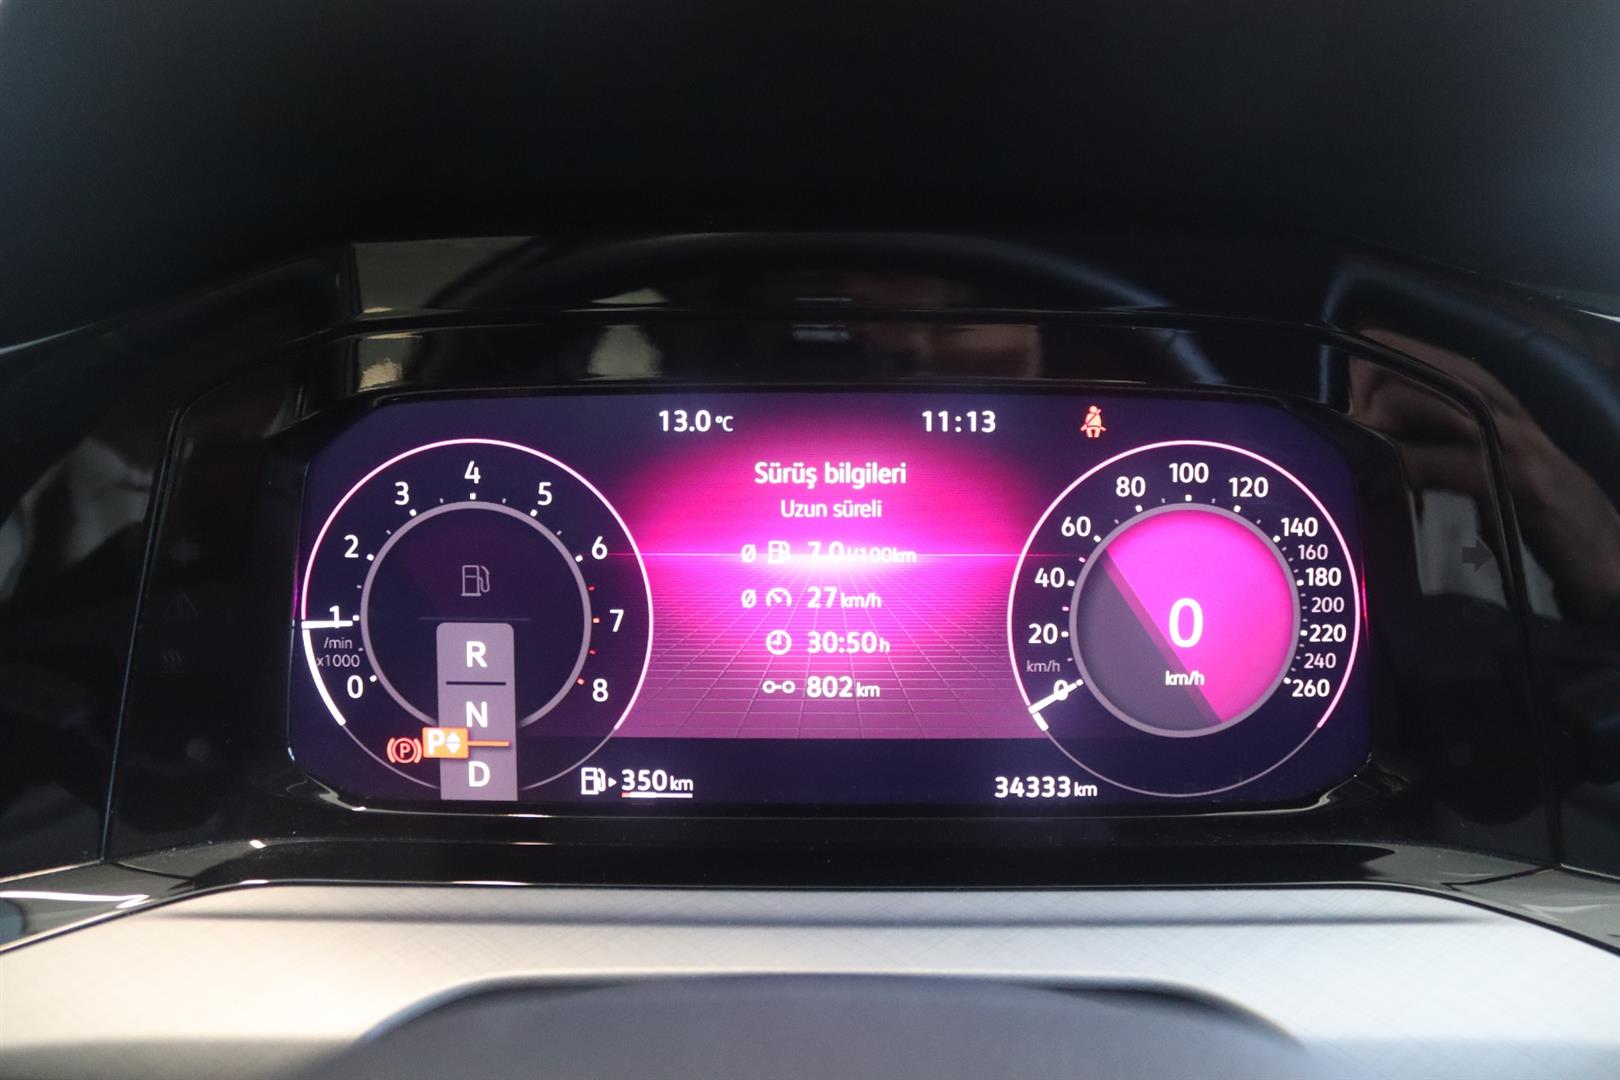 13.0 °C
11:13
Sürüş bilgileri
Uzun süreli
Ø 7.0 l/100km
Ø 27 km/h
30:50 h
802 km
0
1
2
3
4
5
6
7
8
/min
x1000
R
N
P
D
(P)
350 km
34333 km
0
20
40
60
80
100
120
140
160
180
200
220
240
260
km/h
0
km/h